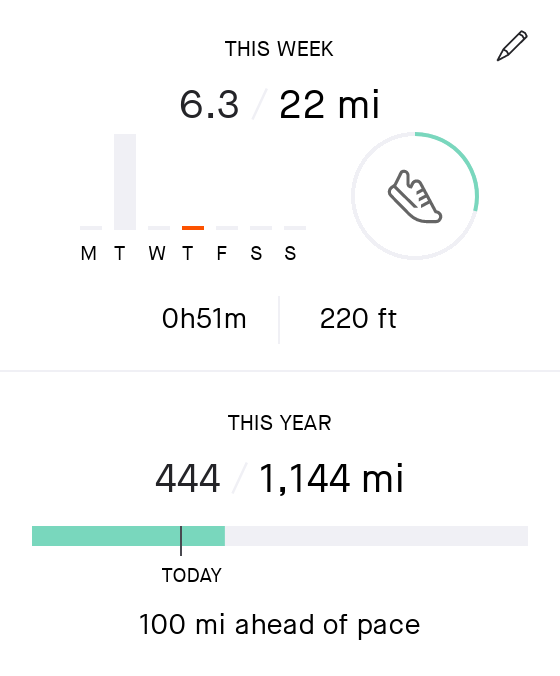 THIS WEEK
6.3 / 22 mi
M T W T F S S
0h51m 220 ft
THIS YEAR
444 / 1,144 mi
TODAY
100 mi ahead of pace